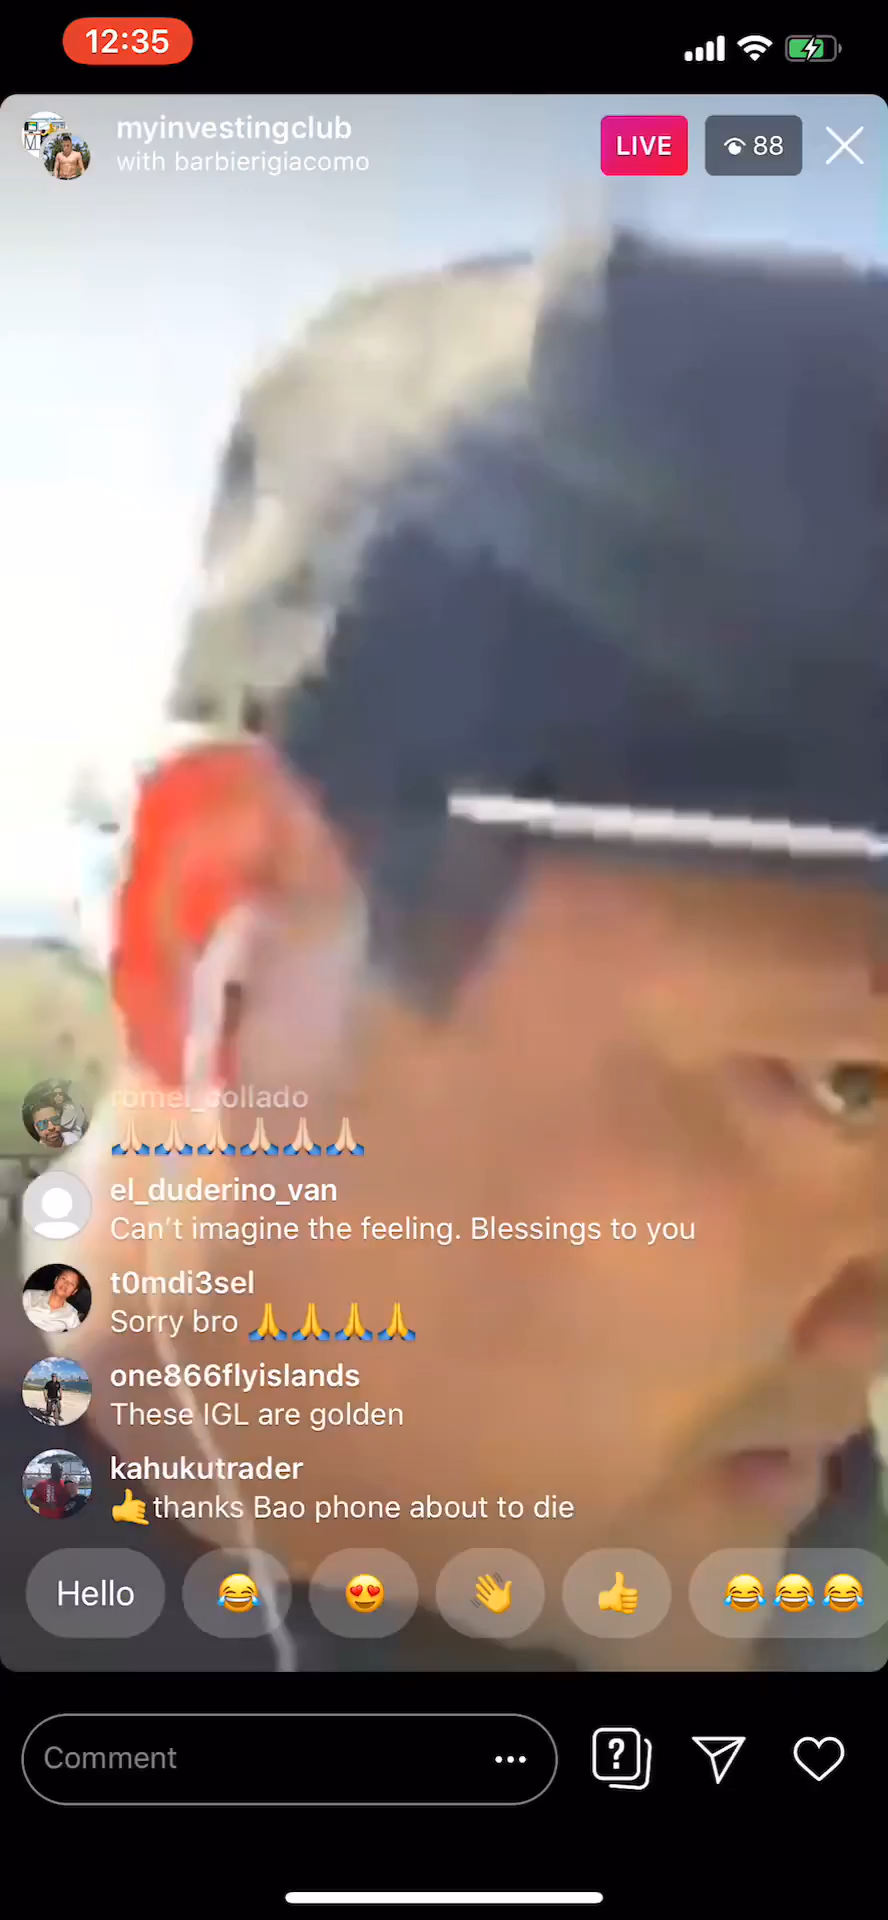 12:35
myinvestingclub
with barbierigiacomo
LIVE
88
romei_collado
🙏🏻🙏🏻🙏🏻🙏🏻🙏🏻🙏🏻
el_duderino_van
Can't imagine the feeling. Blessings to you
t0mdi3sel
Sorry bro 🙏🙏🙏🙏
one866flyislands
These IGL are golden
kahukutrader
🤙thanks Bao phone about to die
Hello 😂 😍 👋 👍 😂😂😂
Comment